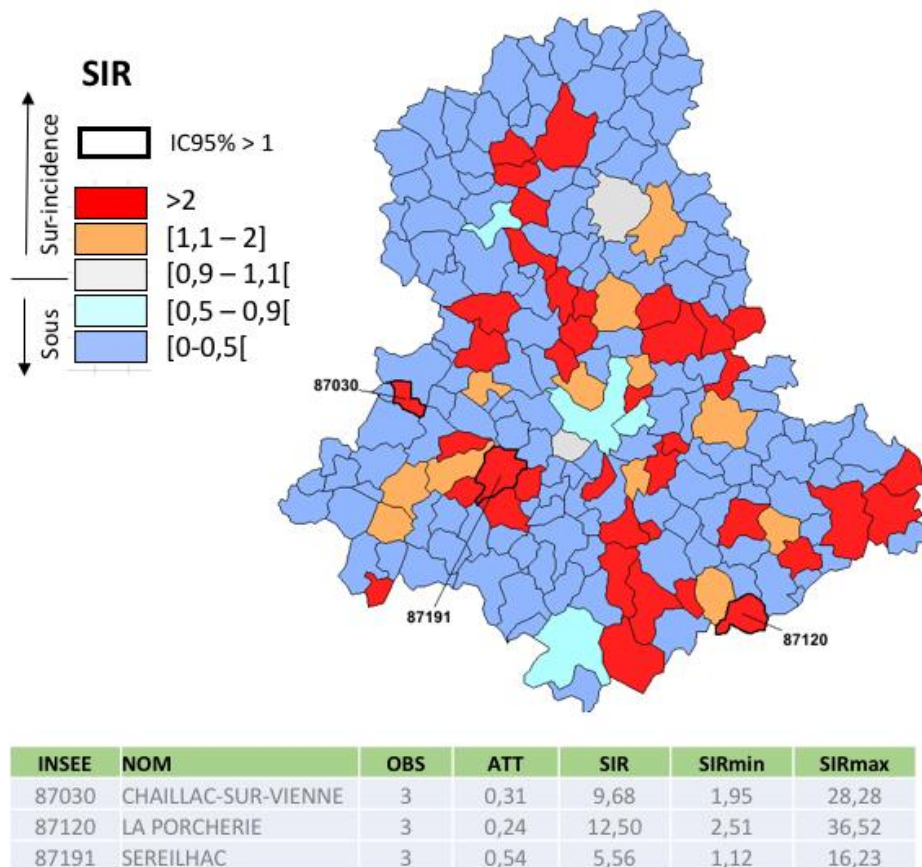 SIR
Sur-incidence
IC95% > 1
>2
[1,1 – 2]
[0,9 – 1,1[
Sous
[0,5 – 0,9[
[0-0,5[
87030
87191
87120
INSEE NOM OBS ATT SIR SIRmin SIRmax
87030 CHAILLAC-SUR-VIENNE 3 0,31 9,68 1,95 28,28
87120 LA PORCHERIE 3 0,24 12,50 2,51 36,52
87191 SEREILHAC 3 0,54 5,56 1,12 16,23